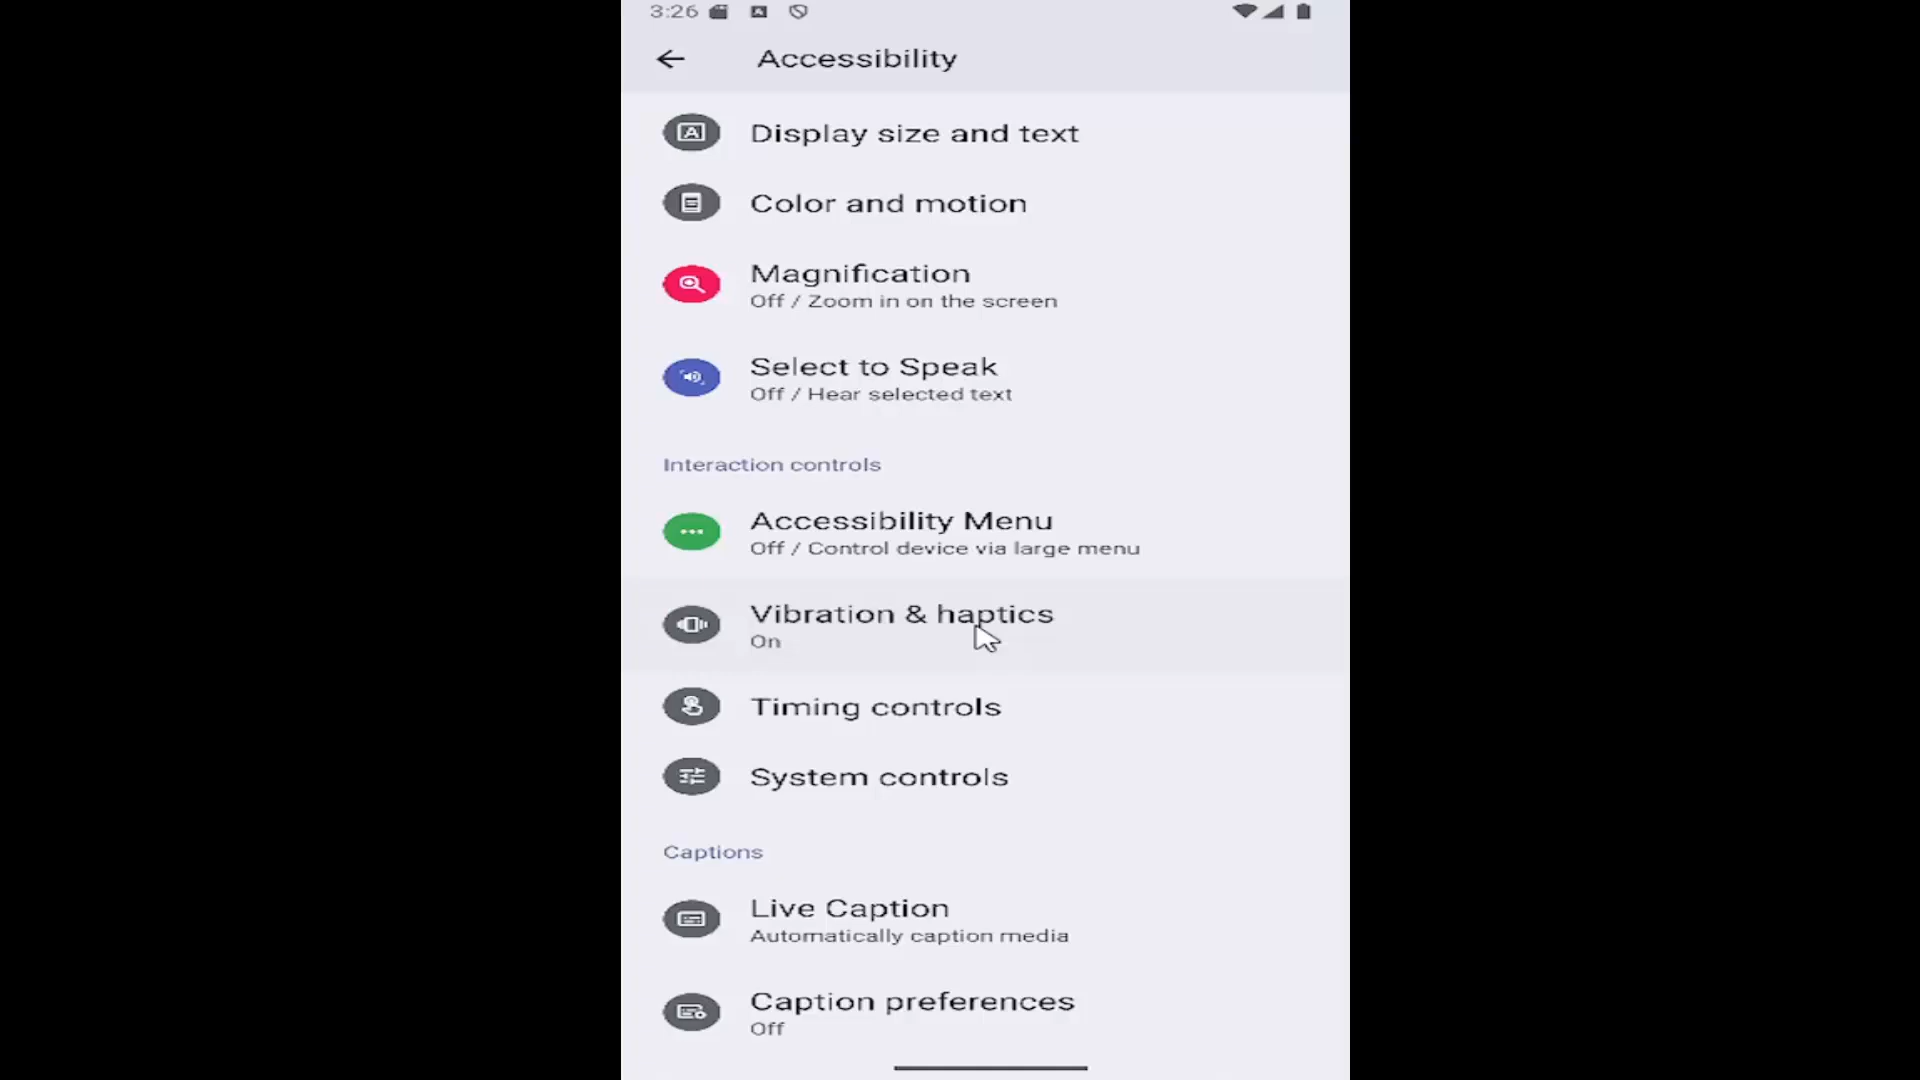 3:26
Accessibility
Display size and text
Color and motion
Magnification
Off / Zoom in on the screen
Select to Speak
Off / Hear selected text
Interaction controls
Accessibility Menu
Off / Control device via large menu
Vibration & haptics
On
Timing controls
System controls
Captions
Live Caption
Automatically caption media
Caption preferences
Off